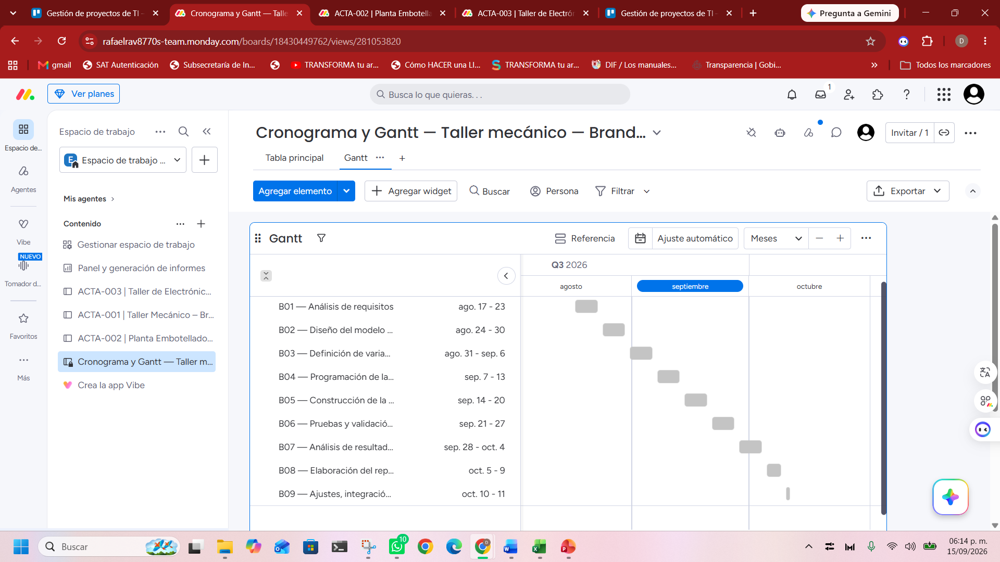 Gestión de proyectos de TI -
Cronograma y Gantt — Talle
ACTA-002 | Planta Embotella
ACTA-003 | Taller de Electrón
Gestión de proyectos de TI -
Pregunta a Gemini
rafaelrav8770s-team.monday.com/boards/18430449762/views/281053820
D
gmail
SAT Autenticación
Subsecretaría de In...
TRANSFORMA tu ar...
Cómo HACER una LI...
TRANSFORMA tu ar...
DIF / Los manuales...
Transparencia | Gobi...
Todos los marcadores
Ver planes
Busca lo que quieras. . .
1
Espacio de...
Agentes
Vibe
NUEVO
Tomador d...
Favoritos
Más
Espacio de trabajo
E
Espacio de trabajo ...
Mis agentes
Contenido
Gestionar espacio de trabajo
Panel y generación de informes
ACTA-003 | Taller de Electrónic...
ACTA-001 | Taller Mecánico – Br...
ACTA-002 | Planta Embotellado...
Cronograma y Gantt — Taller m...
Crea la app Vibe
Cronograma y Gantt — Taller mecánico — Brand...
Invitar / 1
Tabla principal
Gantt
Agregar elemento
Agregar widget
Buscar
Persona
Filtrar
Exportar
Gantt
Referencia
Ajuste automático
Meses
Q3 2026
agosto
septiembre
octubre
B01 — Análisis de requisitos ago. 17 - 23
B02 — Diseño del modelo ... ago. 24 - 30
B03 — Definición de varia... ago. 31 - sep. 6
B04 — Programación de la... sep. 7 - 13
B05 — Construcción de la ... sep. 14 - 20
B06 — Pruebas y validació... sep. 21 - 27
B07 — Análisis de resultad... sep. 28 - oct. 4
B08 — Elaboración del rep... oct. 5 - 9
B09 — Ajustes, integració... oct. 10 - 11
Buscar
10
06:14 p. m.
15/09/2026